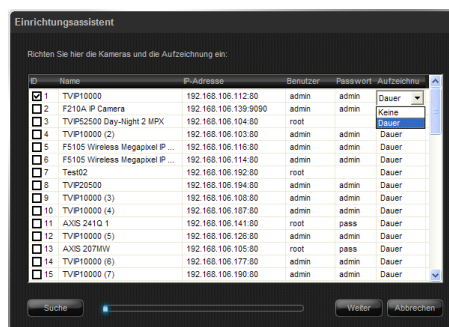 Einrichtungsassistent
Richten Sie hier die Kameras und die Aufzeichnung ein:
ID Name IP-Adresse Benutzer Passwort Aufzeichnu
1 TVIP10000 192.168.106.112:80 admin admin Dauer
Keine
Dauer
2 F210A IP Camera 192.168.106.139:9090 admin admin
3 TVIP52500 Day-Night 2 MPX 192.168.106.104:80 root
4 TVIP10000 (2) 192.168.106.103:80 admin admin Dauer
5 F5105 Wireless Megapixel IP ... 192.168.106.116:80 admin admin Dauer
6 F5105 Wireless Megapixel IP ... 192.168.106.114:80 admin admin Dauer
7 Test02 192.168.106.192:80 root Dauer
8 TVIP20500 192.168.106.194:80 admin admin Dauer
9 TVIP10000 (3) 192.168.106.108:80 admin admin Dauer
10 TVIP10000 (4) 192.168.106.187:80 admin admin Dauer
11 AXIS 241Q 1 192.168.106.141:80 root pass Dauer
12 TVIP10000 (5) 192.168.106.126:80 admin admin Dauer
13 AXIS 207MW 192.168.106.105:80 root pass Dauer
14 TVIP10000 (6) 192.168.106.177:80 admin admin Dauer
15 TVIP10000 (7) 192.168.106.190:80 admin admin Dauer
Suche Weiter Abbrechen